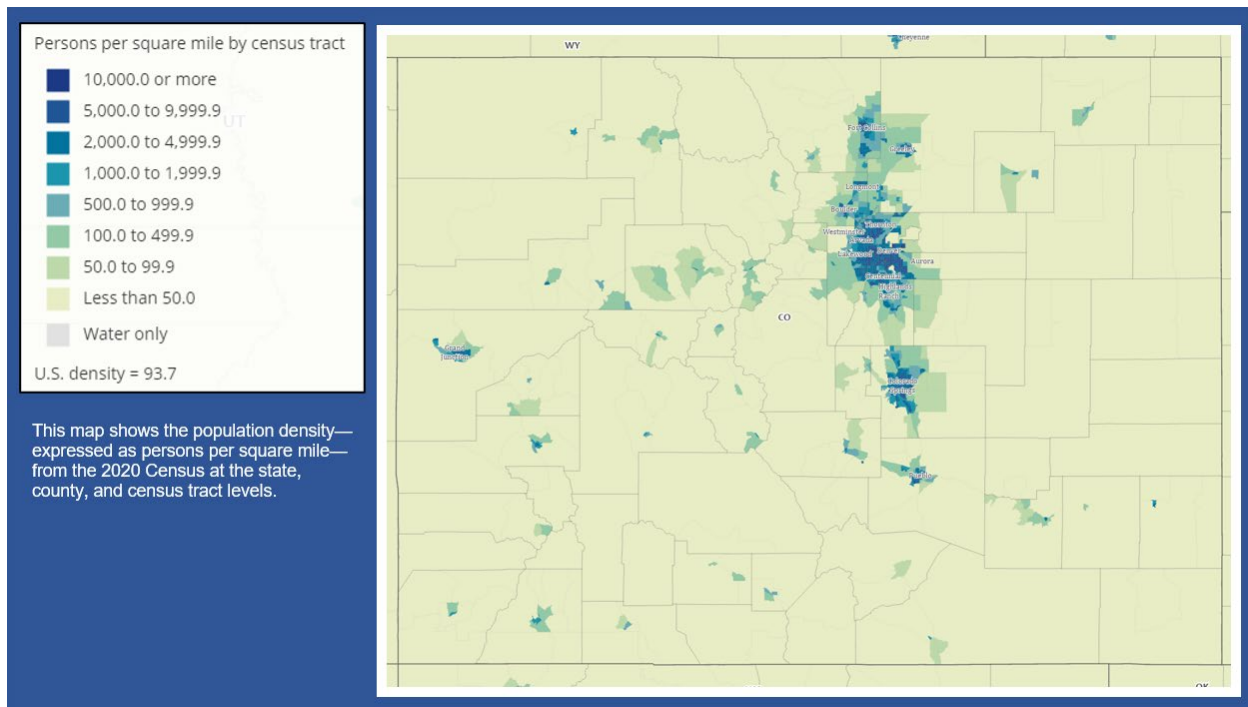 Persons per square mile by census tract
10,000.0 or more
5,000.0 to 9,999.9
UT
2,000.0 to 4,999.9
1,000.0 to 1,999.9
500.0 to 999.9
100.0 to 499.9
50.0 to 99.9
Less than 50.0
Water only
U.S. density = 93.7
This map shows the population density—
expressed as persons per square mile—
from the 2020 Census at the state,
county, and census tract levels.
WY
Cheyenne
Fort Collins
Greeley
Longmont
Boulder
Thornton
Westminster
Arvada
Denver
Lakewood
Aurora
Centennial
Highlands
Ranch
CO
Grand
Junction
Colorado
Springs
Pueblo
OK